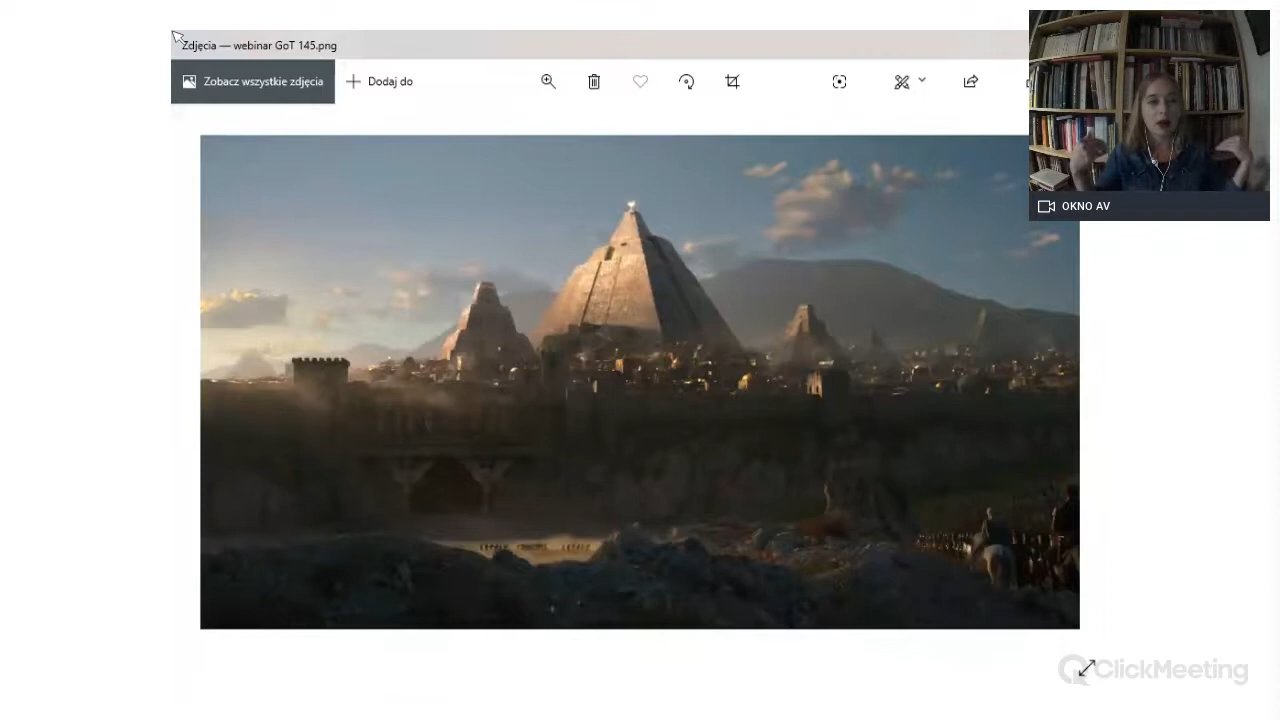 Zdjęcia — webinar GoT 145.png
Zobacz wszystkie zdjęcia
Dodaj do
OKNO AV
ClickMeeting